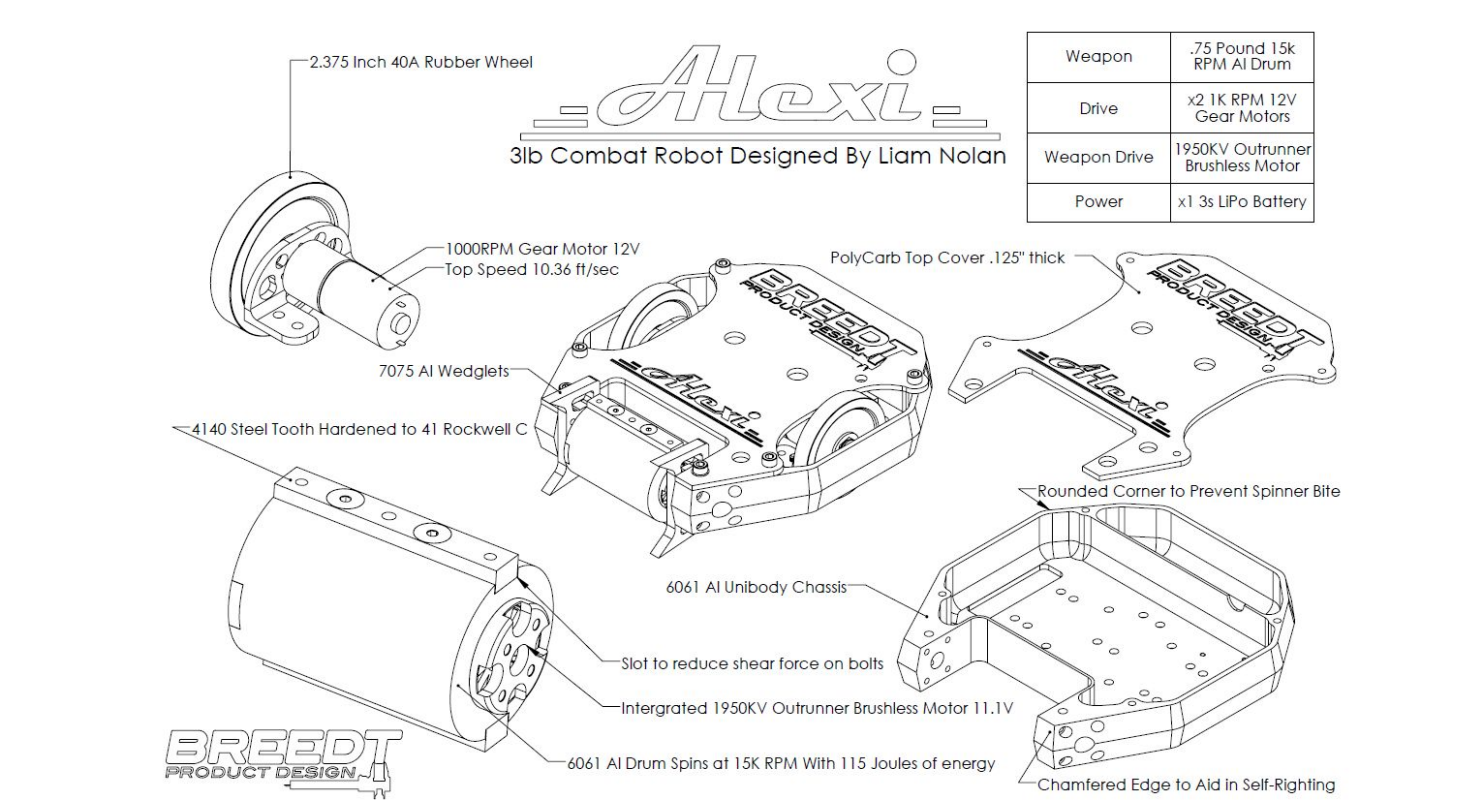 2.375 Inch 40A Rubber Wheel
Alexi
3lb Combat Robot Designed By Liam Nolan
Weapon
.75 Pound 15k
RPM Al Drum
Drive
x2 1K RPM 12V
Gear Motors
Weapon Drive
1950KV Outrunner
Brushless Motor
Power
x1 3s LiPo Battery
1000RPM Gear Motor 12V
Top Speed 10.36 ft/sec
PolyCarb Top Cover .125" thick
BREEDT
PRODUCT DESIGN
Alexi
BREEDT
PRODUCT DESIGN
Alexi
7075 Al Wedglets
4140 Steel Tooth Hardened to 41 Rockwell C
Rounded Corner to Prevent Spinner Bite
6061 Al Unibody Chassis
Slot to reduce shear force on bolts
Intergrated 1950KV Outrunner Brushless Motor 11.1V
6061 Al Drum Spins at 15K RPM With 115 Joules of energy
Chamfered Edge to Aid in Self-Righting
BREEDT
PRODUCT DESIGN